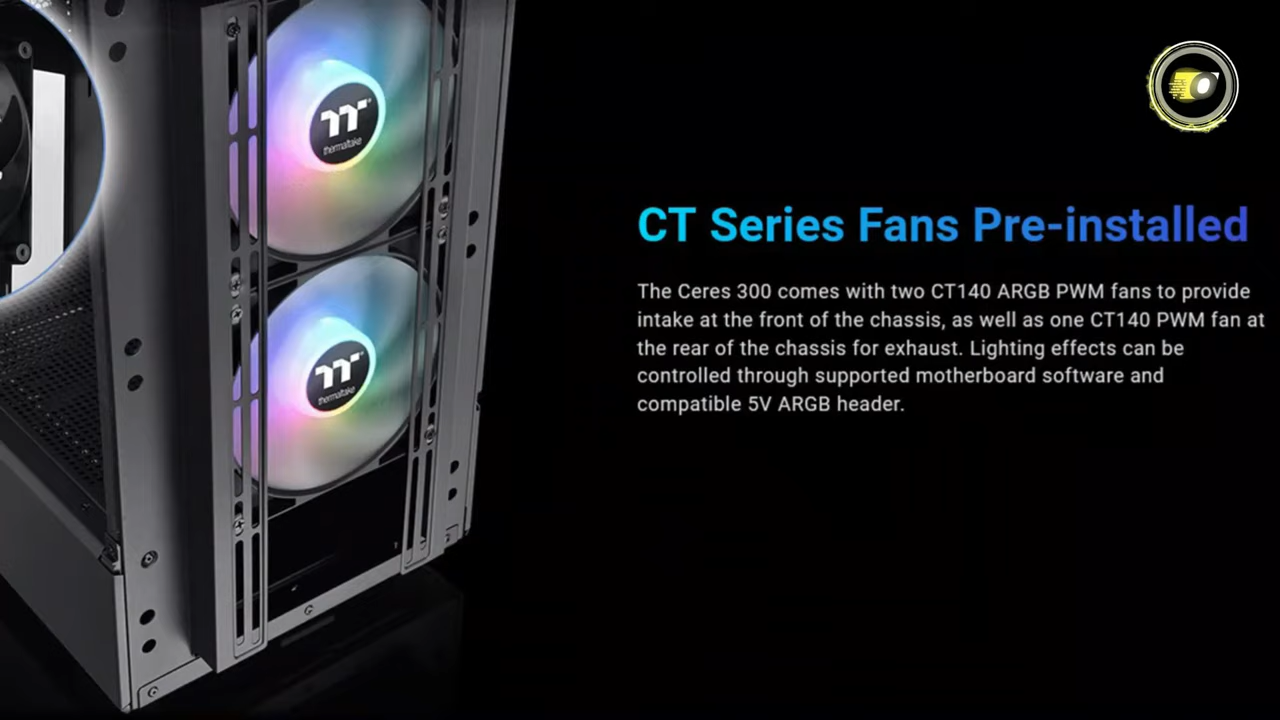 thermaltake
thermaltake
CT Series Fans Pre-installed
The Ceres 300 comes with two CT140 ARGB PWM fans to provide
intake at the front of the chassis, as well as one CT140 PWM fan at
the rear of the chassis for exhaust. Lighting effects can be
controlled through supported motherboard software and
compatible 5V ARGB header.